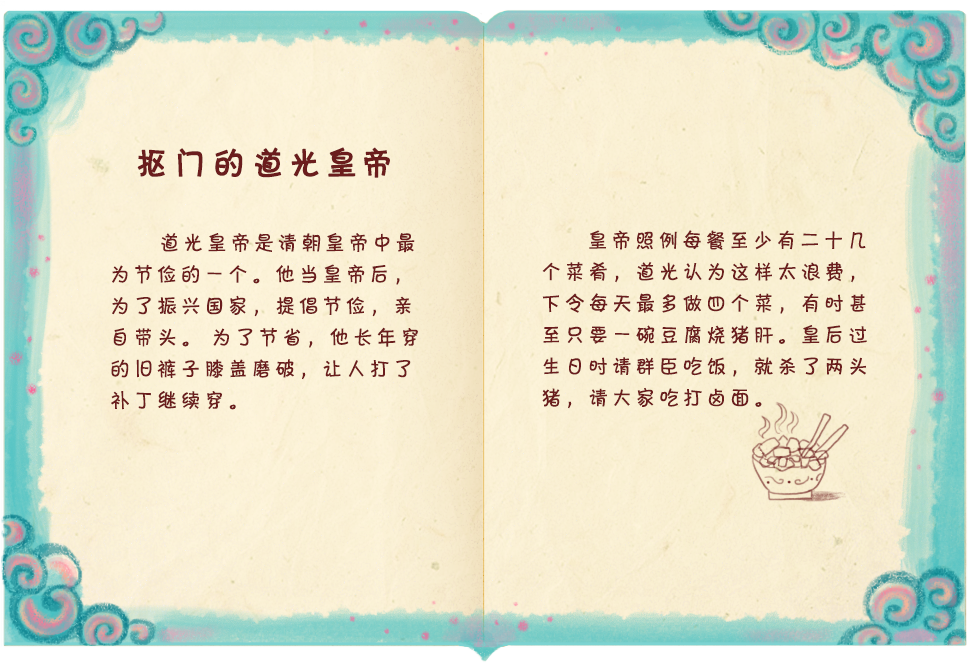 抠门的道光皇帝
道光皇帝是清朝皇帝中最
为节俭的一个。他当皇帝后，
为了振兴国家，提倡节俭，亲
自带头。 为了节省，他长年穿
的旧裤子膝盖磨破，让人打了
补丁继续穿。
皇帝照例每餐至少有二十几
个菜肴，道光认为这样太浪费，
下令每天最多做四个菜，有时甚
至只要一碗豆腐烧猪肝。皇后过
生日时请群臣吃饭，就杀了两头
猪，请大家吃打卤面。